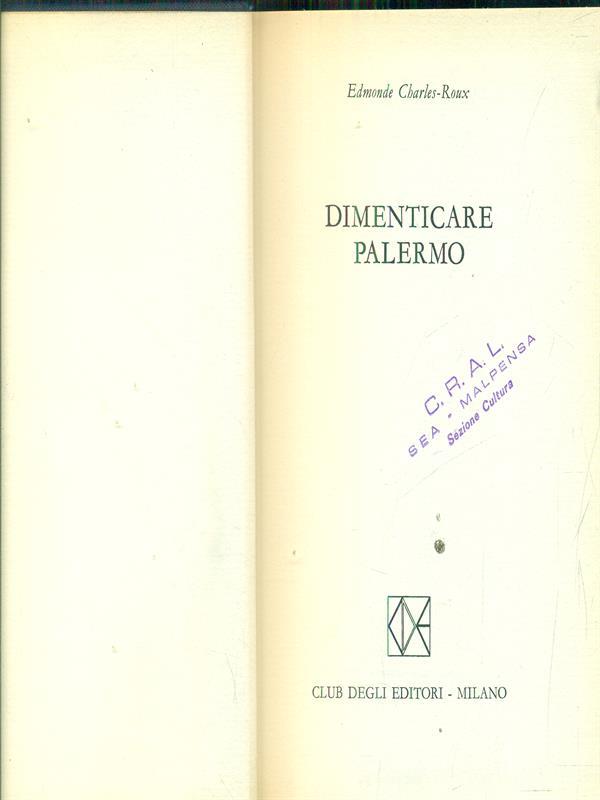 Edmonde Charles-Roux
DIMENTICARE
PALERMO
C. R. A. L.
SEA - MALPENSA
Sezione Cultura
CLUB DEGLI EDITORI - MILANO